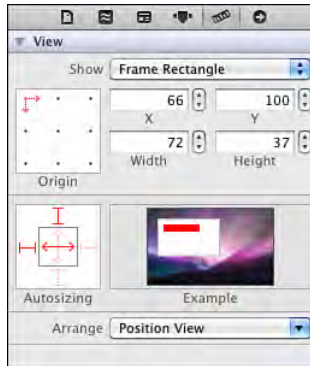 View
Show Frame Rectangle
66 100
X Y
72 37
Width Height
Origin
Autosizing Example
Arrange Position View